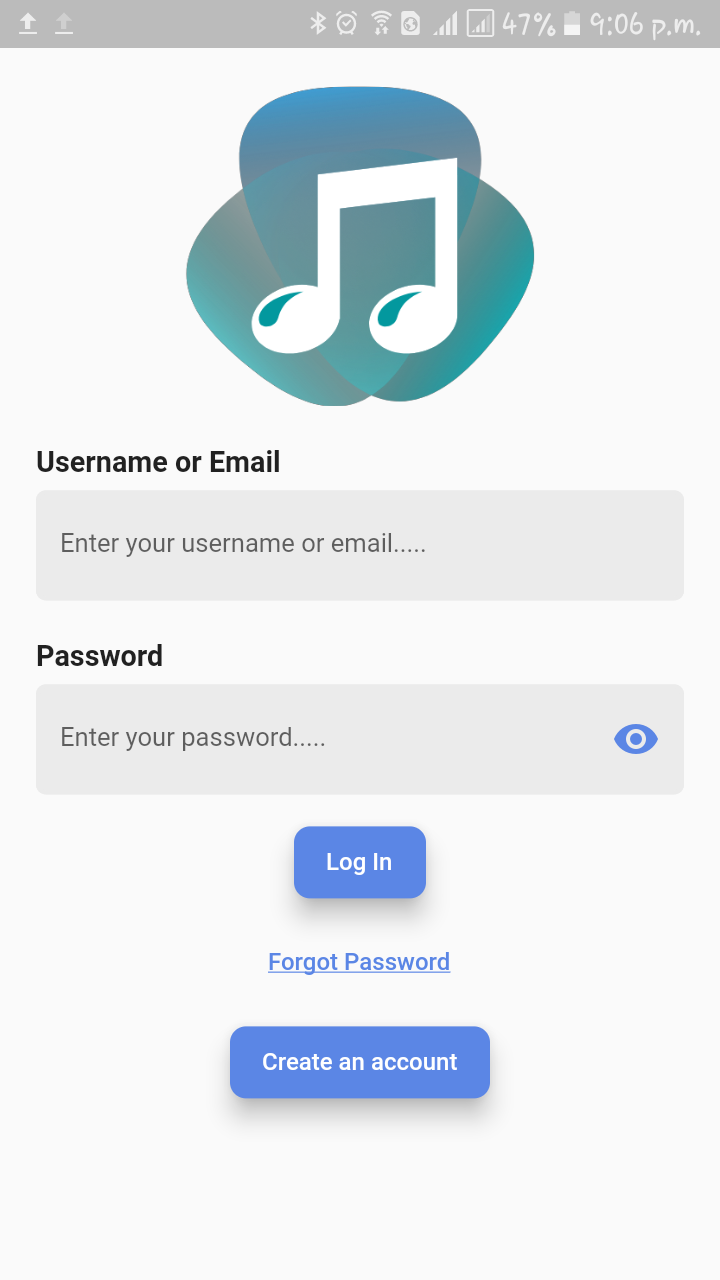 47% 9:06 p.m.
Username or Email
Enter your username or email.....
Password
Enter your password.....
Log In
Forgot Password
Create an account